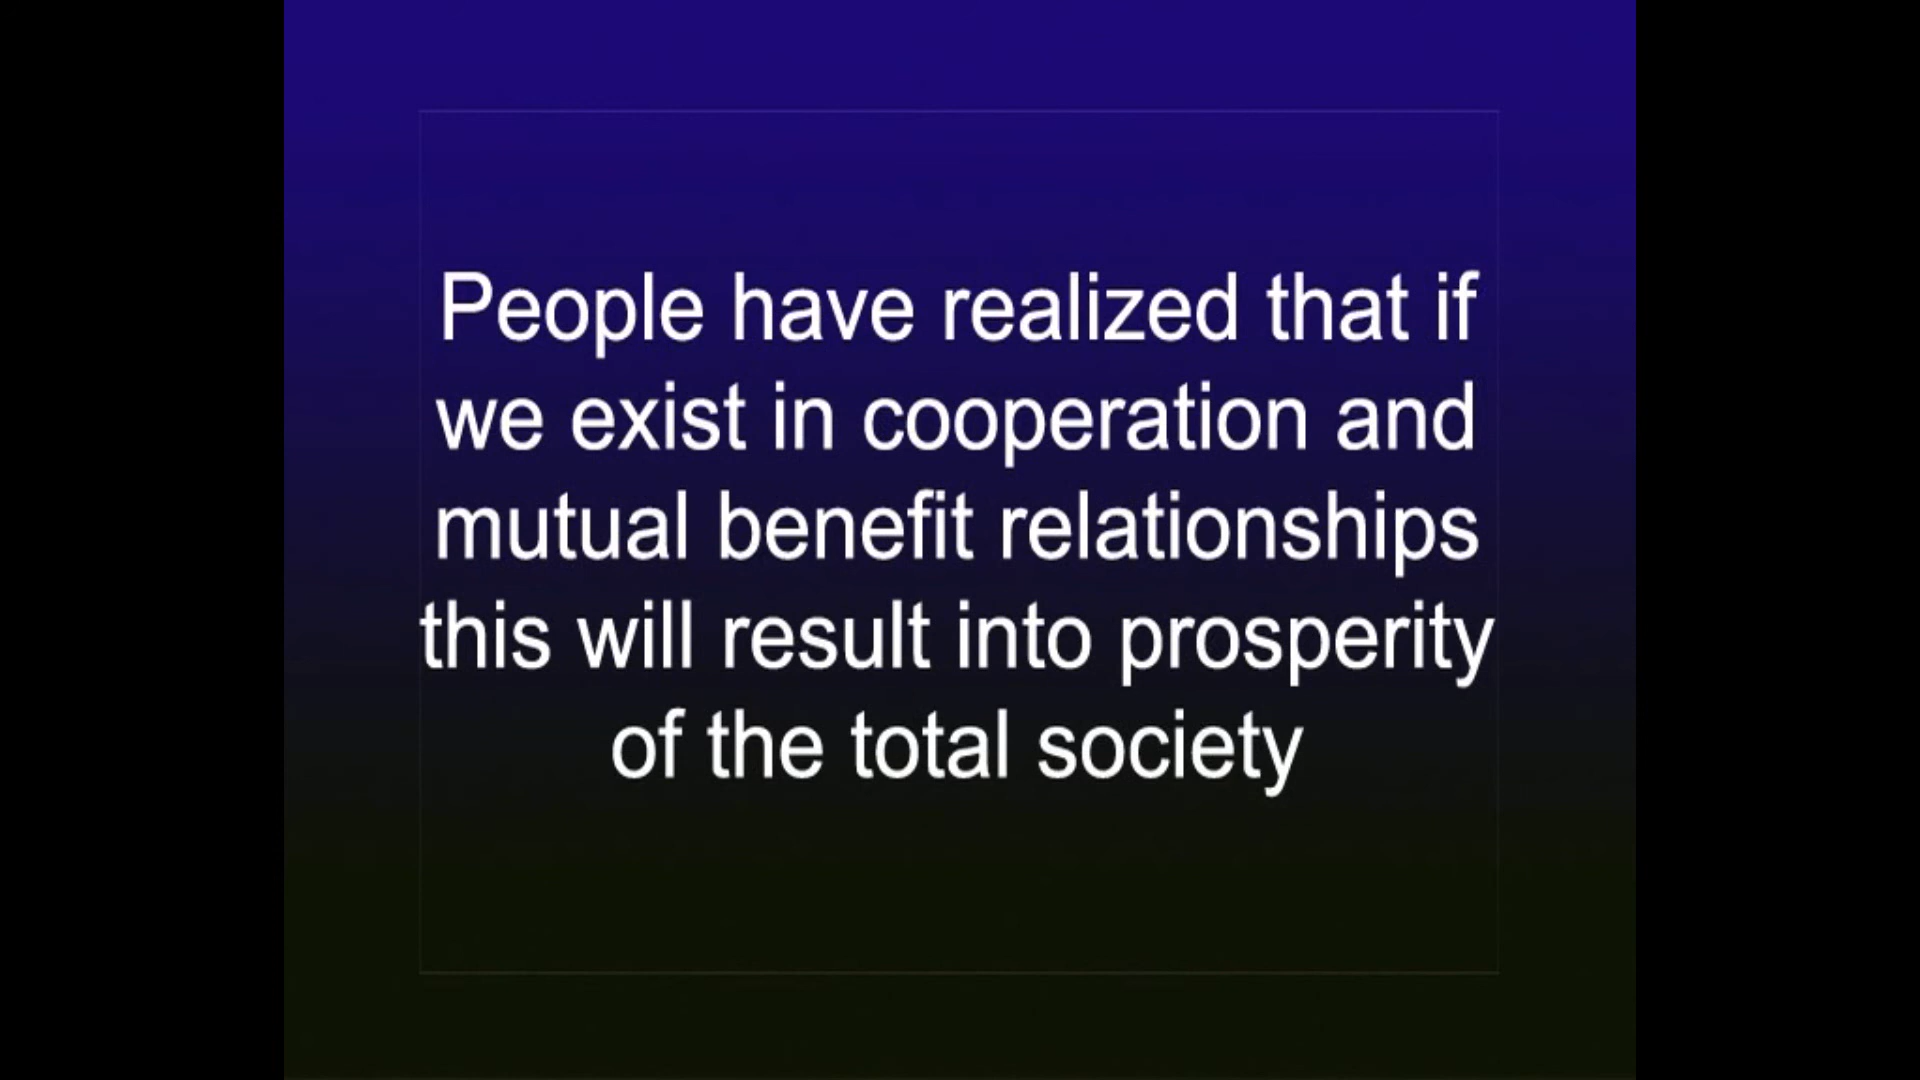 People have realized that if
we exist in cooperation and
mutual benefit relationships
this will result into prosperity
of the total society